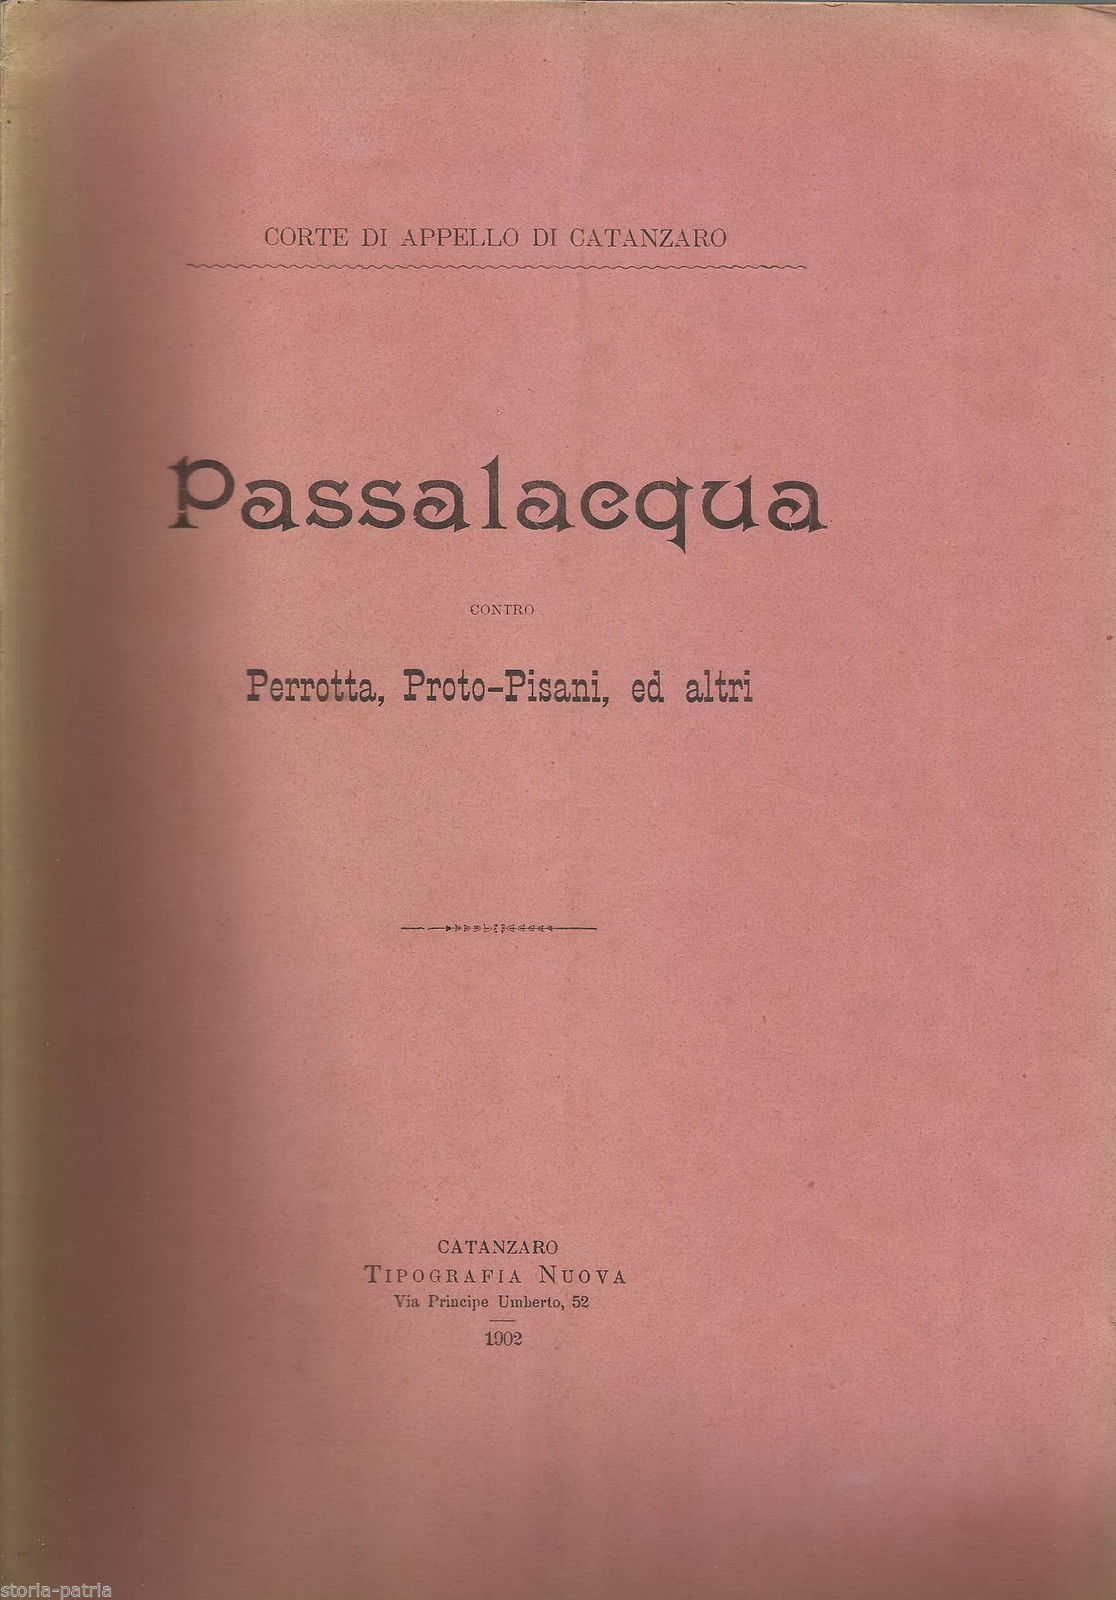 CORTE DI APPELLO DI CATANZARO
Passalacqua
CONTRO
Perrotta, Proto-Pisani, ed altri
CATANZARO
TIPOGRAFIA NUOVA
Via Principe Umberto, 52
1902
storia-patria